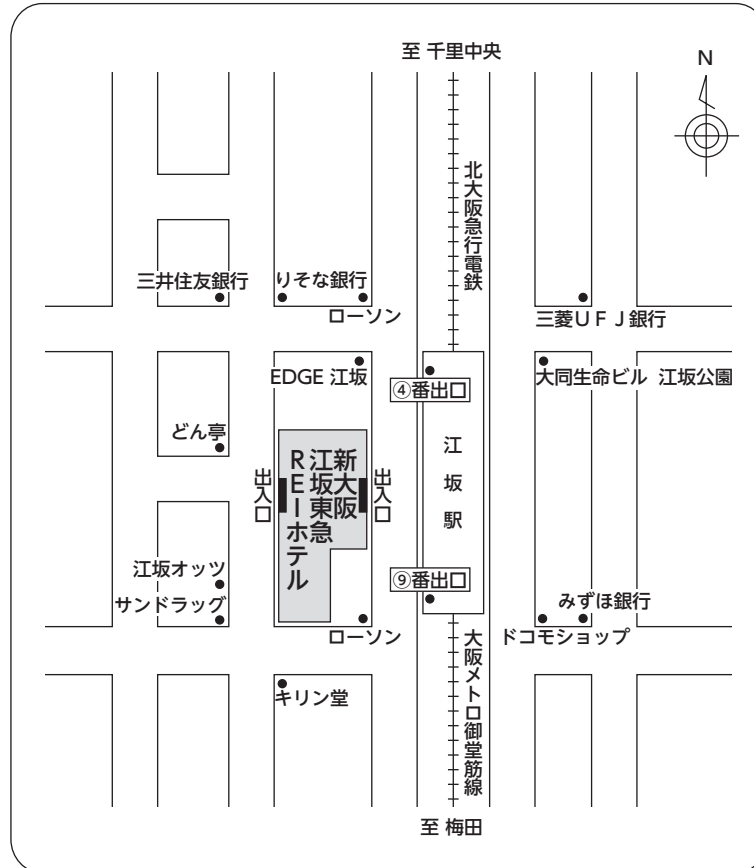 至 千里中央
N
北大阪急行電鉄
三井住友銀行
りそな銀行
ローソン
三菱UFJ銀行
EDGE 江坂
④番出口
大同生命ビル
江坂公園
どん亭
出入口
新大阪
江坂東急
REIホテル
出入口
江坂駅
江坂オッツ
サンドラッグ
⑨番出口
みずほ銀行
ローソン
ドコモショップ
キリン堂
大阪メトロ御堂筋線
至 梅田